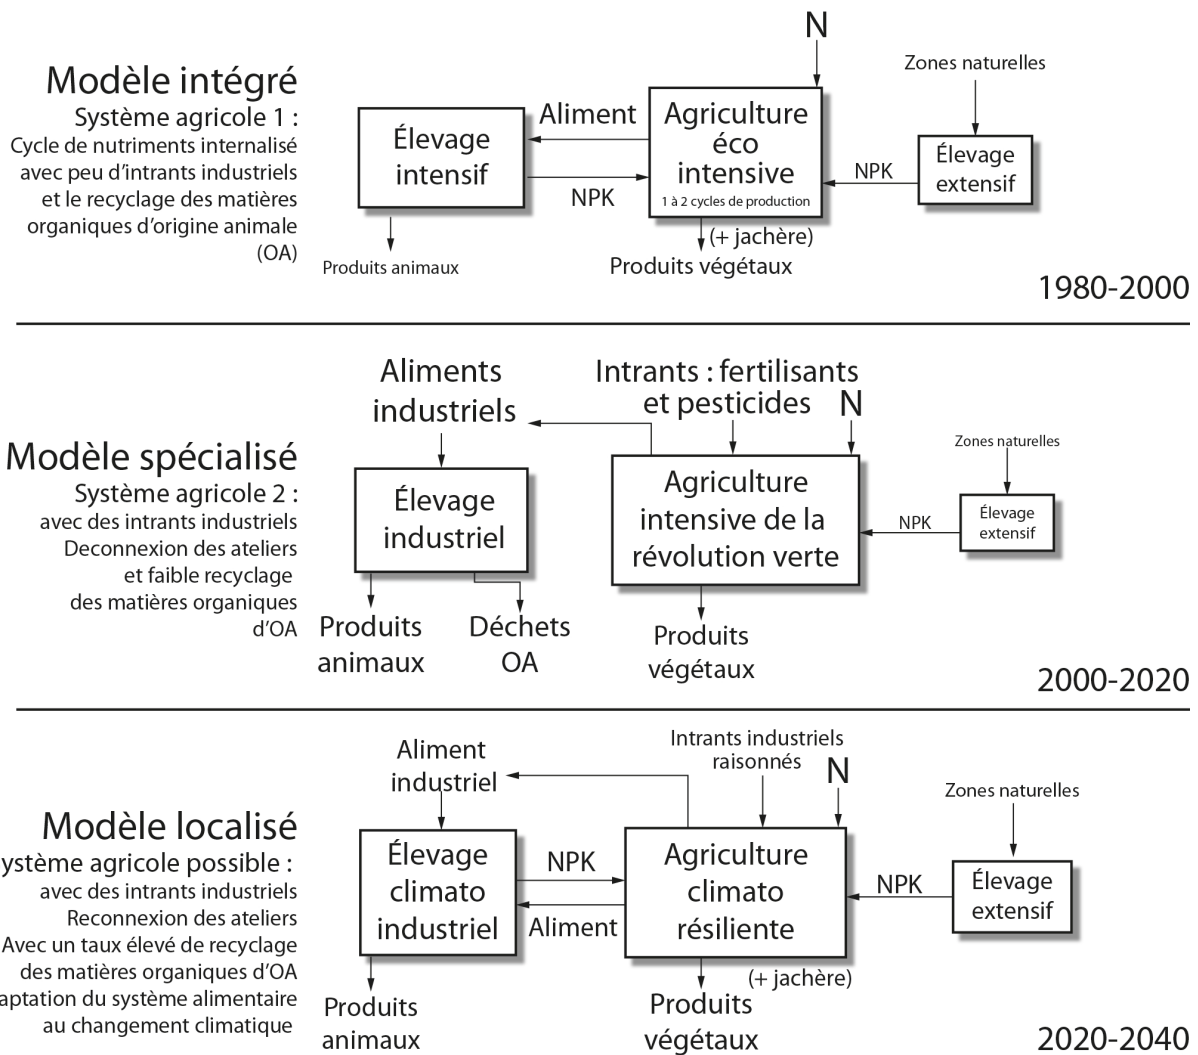 Modèle intégré
Système agricole 1 :
Cycle de nutriments internalisé
avec peu d'intrants industriels
et le recyclage des matières
organiques d'origine animale
(OA)
N
Zones naturelles
Élevage
intensif
Aliment
NPK
Agriculture
éco
intensive
1 à 2 cycles de production
NPK
Élevage
extensif
(+ jachère)
Produits animaux
Produits végétaux
1980-2000
Modèle spécialisé
Système agricole 2 :
avec des intrants industriels
Deconnexion des ateliers
et faible recyclage
des matières organiques
d'OA
Aliments
industriels
Intrants : fertilisants
et pesticides
N
Zones naturelles
Élevage
industriel
Agriculture
intensive de la
révolution verte
NPK
Élevage
extensif
Produits
animaux
Déchets
OA
Produits
végétaux
2000-2020
Modèle localisé
ystème agricole possible :
avec des intrants industriels
Reconnexion des ateliers
Avec un taux élevé de recyclage
des matières organiques d'OA
aptation du système alimentaire
au changement climatique
Aliment
industriel
Intrants industriels
raisonnés
N
Zones naturelles
Élevage
climato
industriel
NPK
Aliment
Agriculture
climato
résiliente
NPK
Élevage
extensif
(+ jachère)
Produits
animaux
Produits
végétaux
2020-2040